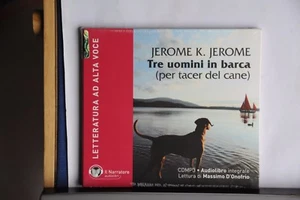 JEROME K. JEROME
Tre uomini in barca
(per tacer del cane)
LETTERATURA AD ALTA VOCE
il Narratore
CDMP3 • Audiolibro integrale
Lettura di Massimo D'Onofrio